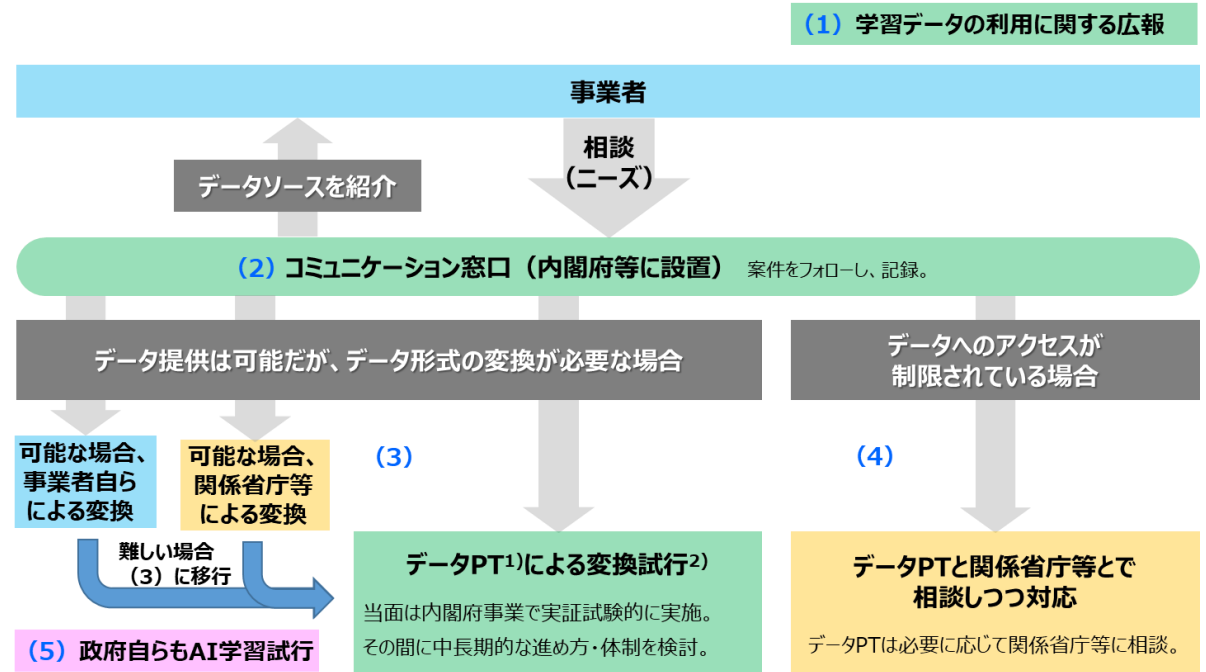 （1）学習データの利用に関する広報
事業者
相談
（ニーズ）
データソースを紹介
（2）コミュニケーション窓口（内閣府等に設置） 案件をフォローし、記録。
データ提供は可能だが、データ形式の変換が必要な場合
データへのアクセスが
制限されている場合
可能な場合、
事業者自ら
による変換
可能な場合、
関係省庁等
による変換
（3）
（4）
難しい場合
（3）に移行
データPT1)による変換試行2)
当面は内閣府事業で実証試験的に実施。
その間に中長期的な進め方・体制を検討。
データPTと関係省庁等とで
相談しつつ対応
データPTは必要に応じて関係省庁等に相談。
（5）政府自らもAI学習試行